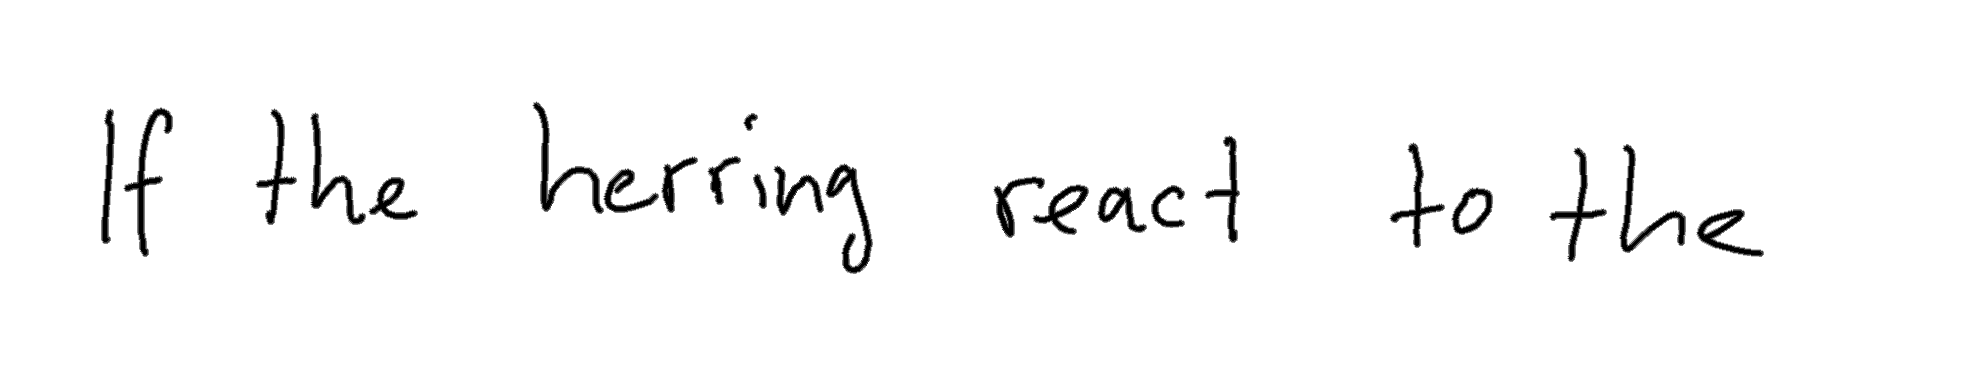 If the herring react to the